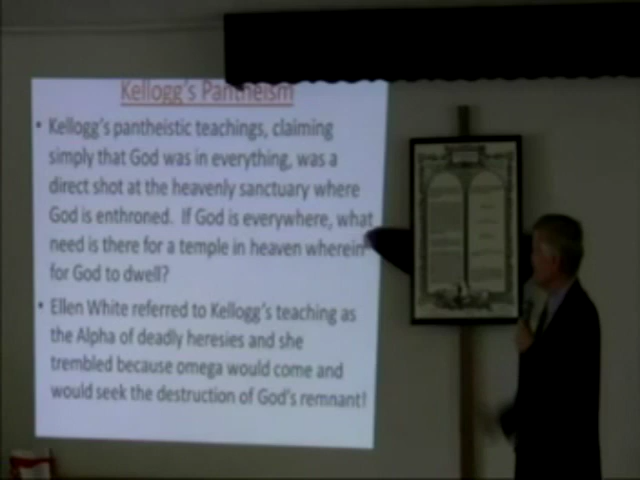 Kellogg's Pantheism
• Kellogg's pantheistic teachings, claiming
simply that God was in everything, was a
direct shot at the heavenly sanctuary where
God is enthroned. If God is everywhere, what
need is there for a temple in heaven wherein
for God to dwell?
• Ellen White referred to Kellogg's teaching as
the Alpha of deadly heresies and she
trembled because omega would come and
would seek the destruction of God's remnant!